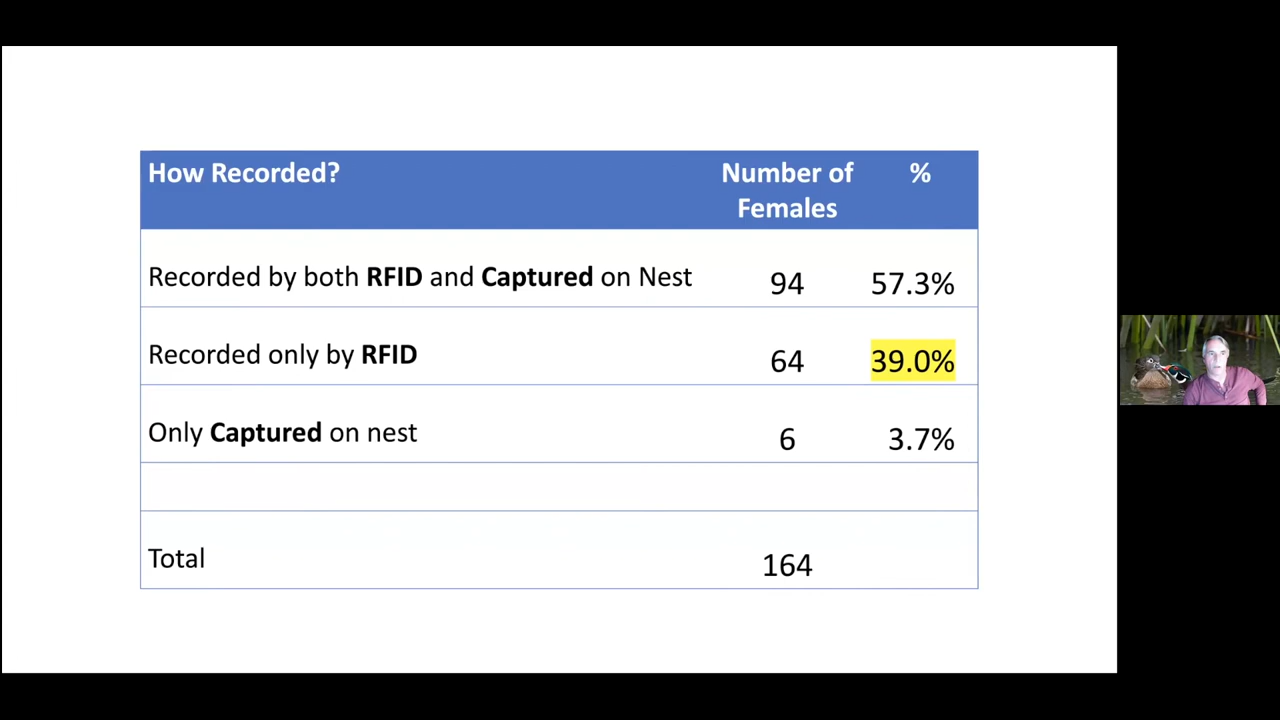 How Recorded? Number of %
Females
Recorded by both RFID and Captured on Nest 94 57.3%
Recorded only by RFID 64 39.0%
Only Captured on nest 6 3.7%
Total 164